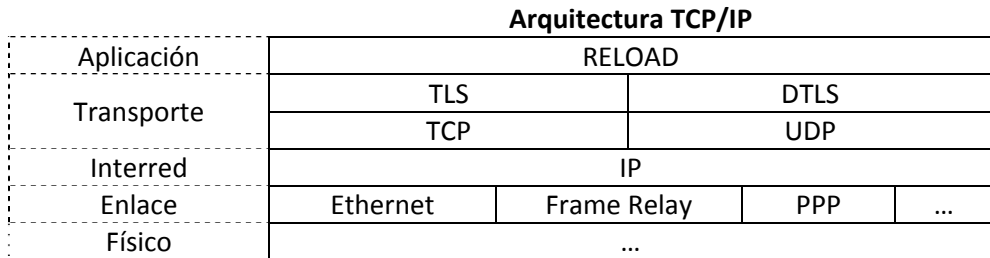 Arquitectura TCP/IP
Aplicación RELOAD
Transporte
TLS DTLS
TCP UDP
Interred IP
Enlace Ethernet Frame Relay PPP ...
Físico ...